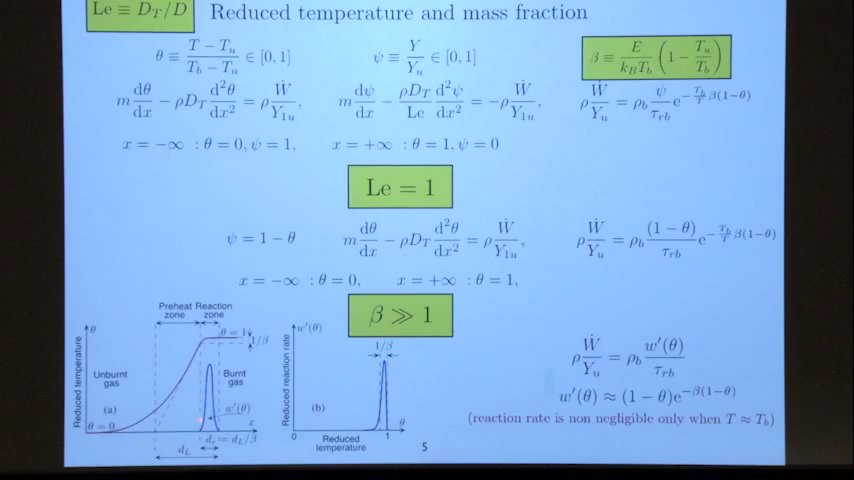 Le ≡ D_T/D
Reduced temperature and mass fraction
θ ≡ (T − T_u)/(T_b − T_u) ∈ [0, 1]
ψ ≡ Y/Y_u ∈ [0, 1]
β ≡ E/(k_B T_b) (1 − T_u/T_b)
m dθ/dx − ρD_T d²θ/dx² = ρ Ẇ/Y_1u,
m dψ/dx − (ρD_T/Le) d²ψ/dx² = −ρ Ẇ/Y_1u,
ρ Ẇ/Y_u = ρ_b (ψ/τ_rb) e^{−(T_b/T) β(1−θ)}
x = −∞ : θ = 0, ψ = 1,
x = +∞ : θ = 1, ψ = 0
Le = 1
ψ = 1 − θ
m dθ/dx − ρD_T d²θ/dx² = ρ Ẇ/Y_1u,
ρ Ẇ/Y_u = ρ_b ((1 − θ)/τ_rb) e^{−(T_b/T) β(1−θ)}
x = −∞ : θ = 0,
x = +∞ : θ = 1,
β ≫ 1
Preheat Reaction
zone zone
θ
θ = 1
1/β
Reduced temperature
Unburnt
gas
Burnt
gas
(a)
w′(θ)
θ = 0
x
d_r = d_L/β
d_L
w′(θ)
1/β
Reduced reaction rate
(b)
θ
0
1
Reduced
temperature
ρ Ẇ/Y_u = ρ_b w′(θ)/τ_rb
w′(θ) ≈ (1 − θ)e^{−β(1−θ)}
(reaction rate is non negligible only when T ≈ T_b)
5